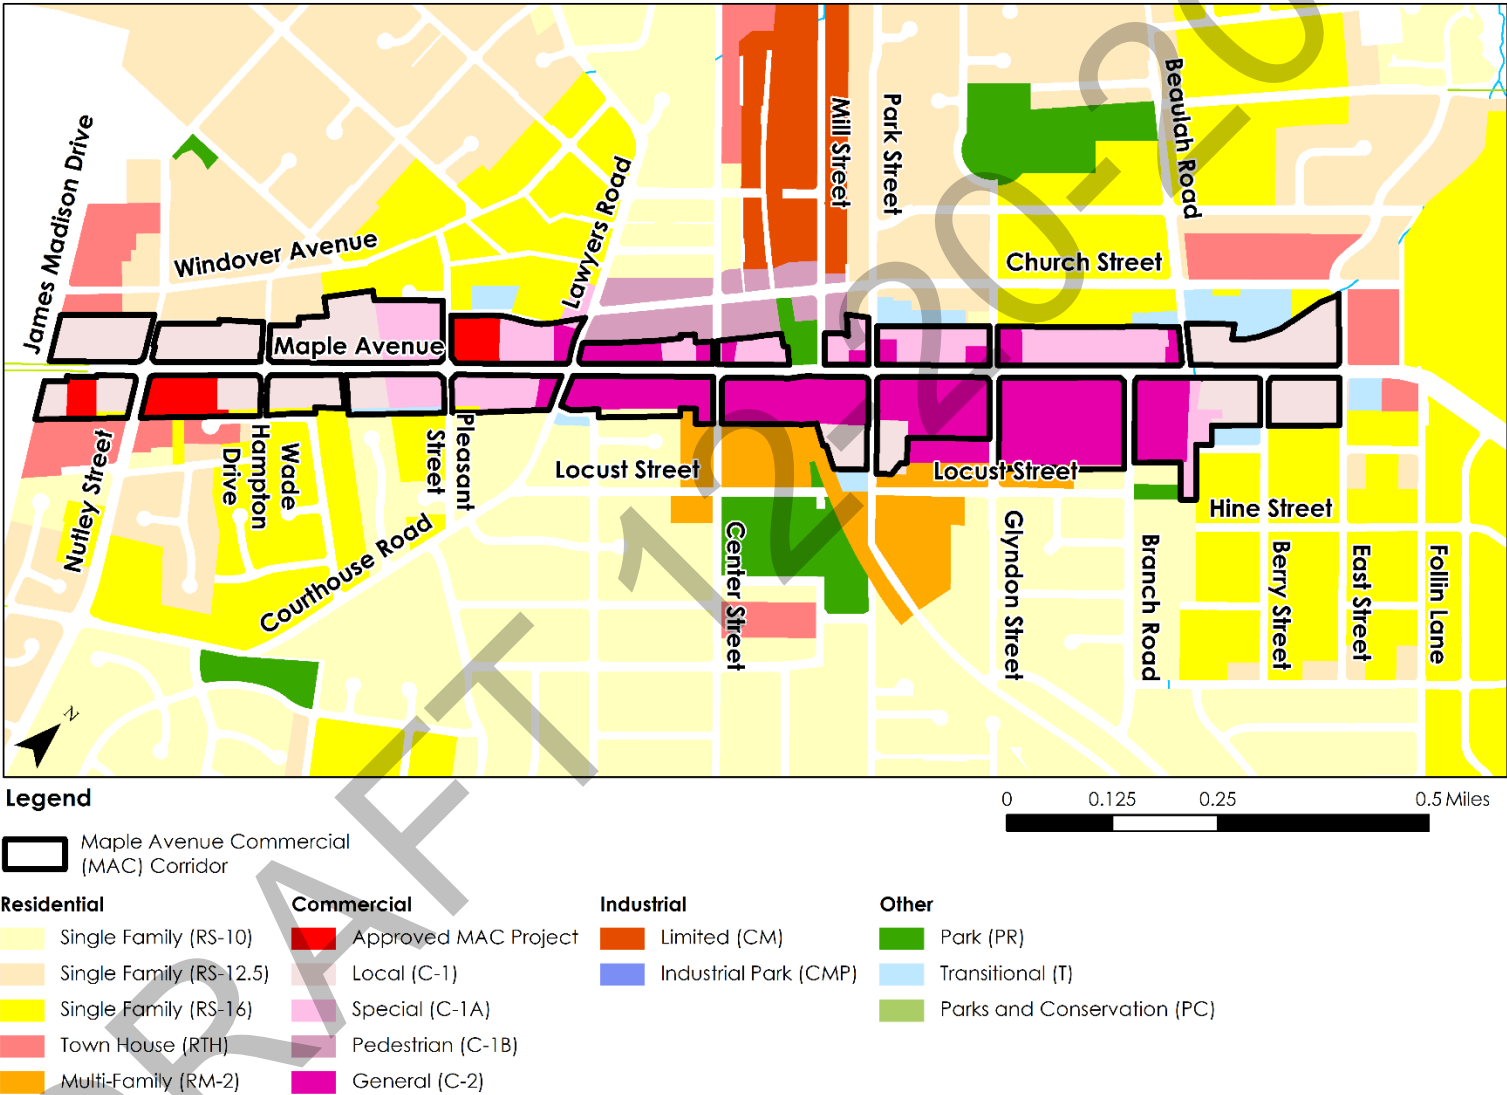 James Madison Drive
Windover Avenue
Lawyers Road
Mill Street
Park Street
Beaulah Road
Church Street
Maple Avenue
Nutley Street
Hampton
Drive
Wade
Pleasant
Street
Courthouse Road
Locust Street
Locust Street
Center Street
Glyndon Street
Branch Road
Hine Street
Berry Street
East Street
Follin Lane
N
DRAFT 12-20-20
Legend
0 0.125 0.25 0.5 Miles
Maple Avenue Commercial
(MAC) Corridor
Residential
Single Family (RS-10)
Single Family (RS-12.5)
Single Family (RS-16)
Town House (RTH)
Multi-Family (RM-2)
Commercial
Approved MAC Project
Local (C-1)
Special (C-1A)
Pedestrian (C-1B)
General (C-2)
Industrial
Limited (CM)
Industrial Park (CMP)
Other
Park (PR)
Transitional (T)
Parks and Conservation (PC)